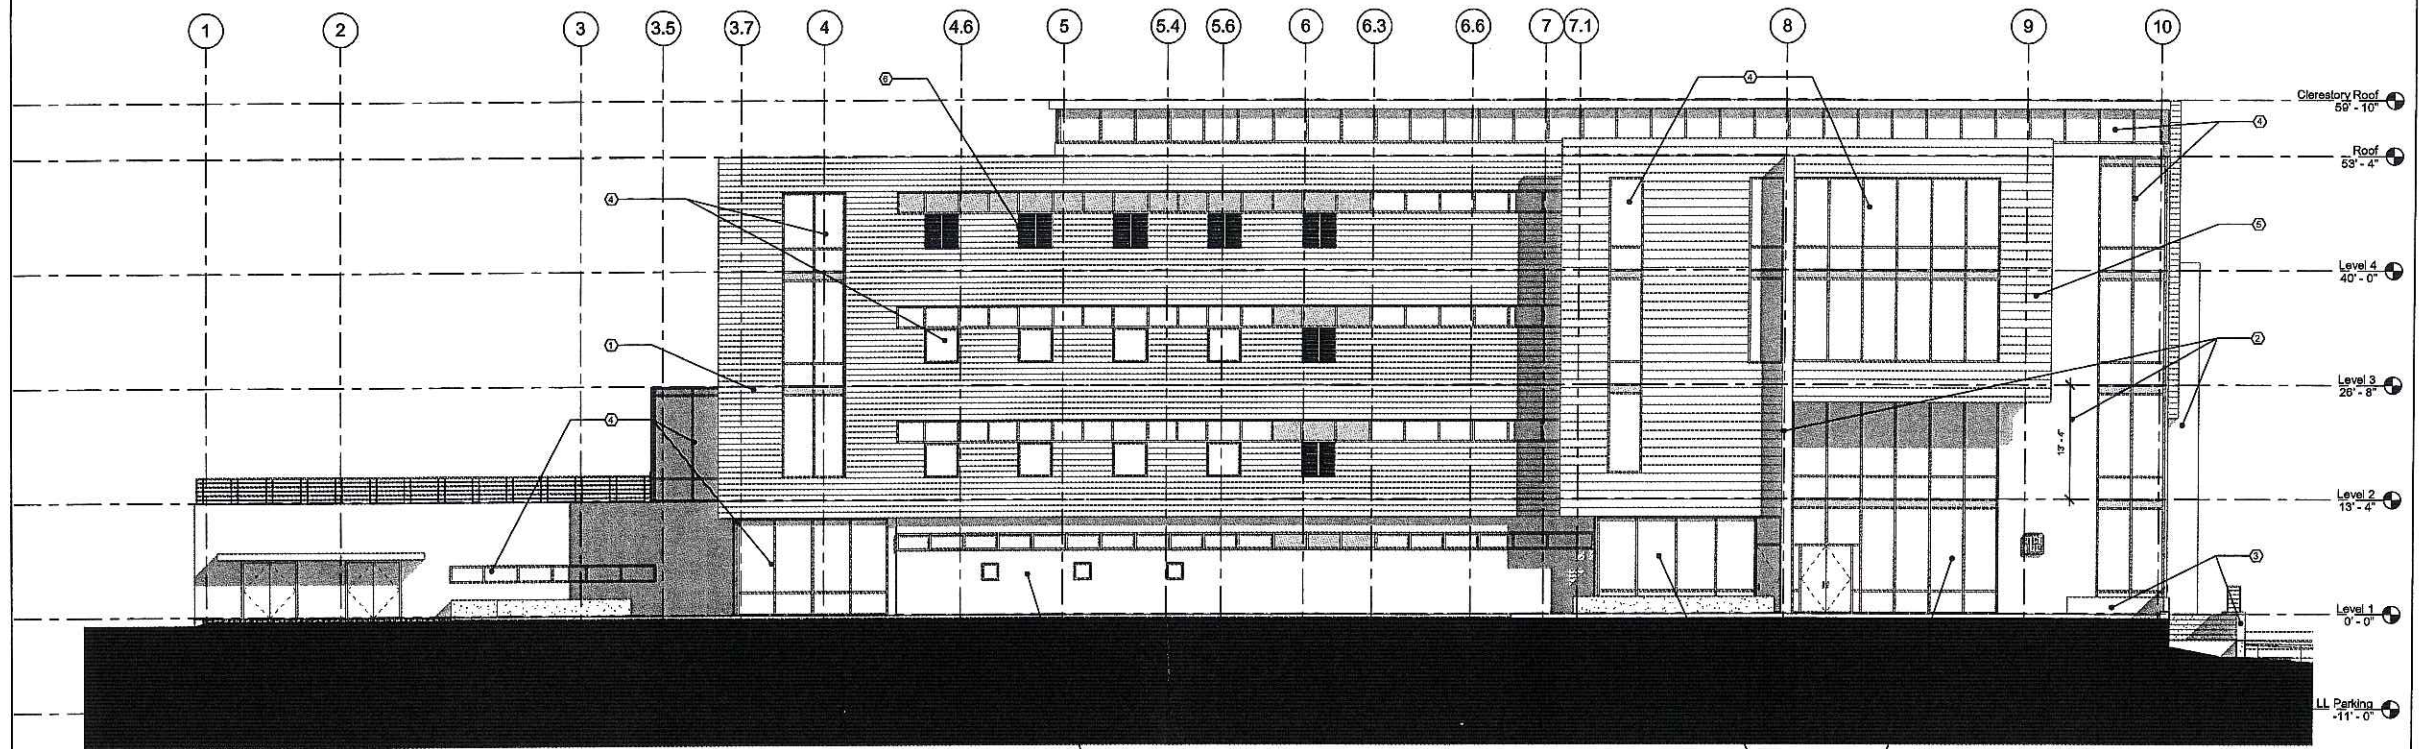 1 2 3 3.5 3.7 4 4.6 5 5.4 5.6 6 6.3 6.6 7 7.1 8 9 10
6
4
Clerestory Roof
59' - 10"
4
Roof
53' - 4"
4
5
Level 4
40' - 0"
1
2
Level 3
26' - 8"
4
13' - 4"
Level 2
13' - 4"
3
Level 1
0' - 0"
LL Parking
-11' - 0"